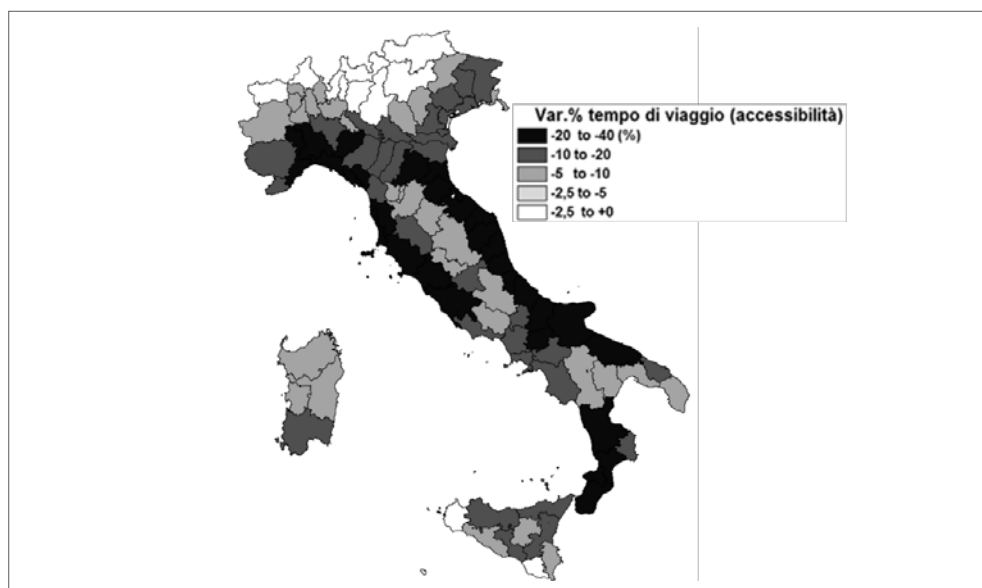 Var.% tempo di viaggio (accessibilità)
-20 to -40 (%)
-10 to -20
-5 to -10
-2,5 to -5
-2,5 to +0